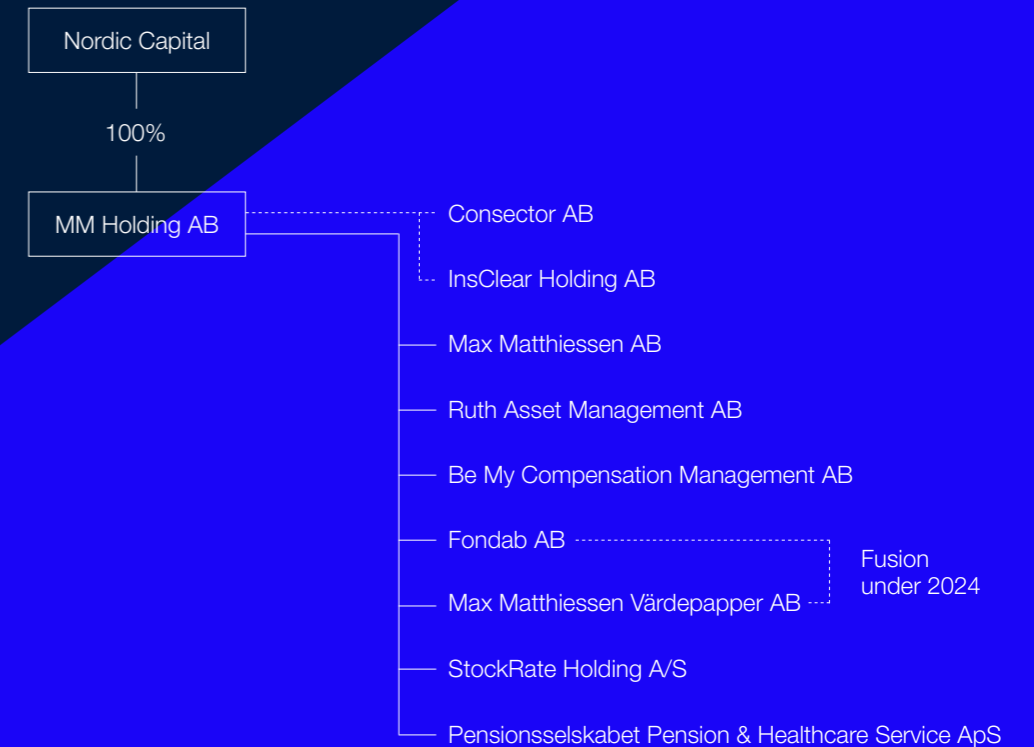 Nordic Capital
100%
MM Holding AB
Consector AB
InsClear Holding AB
Max Matthiessen AB
Ruth Asset Management AB
Be My Compensation Management AB
Fondab AB
Max Matthiessen Värdepapper AB
Fusion
under 2024
StockRate Holding A/S
Pensionsselskabet Pension & Healthcare Service ApS